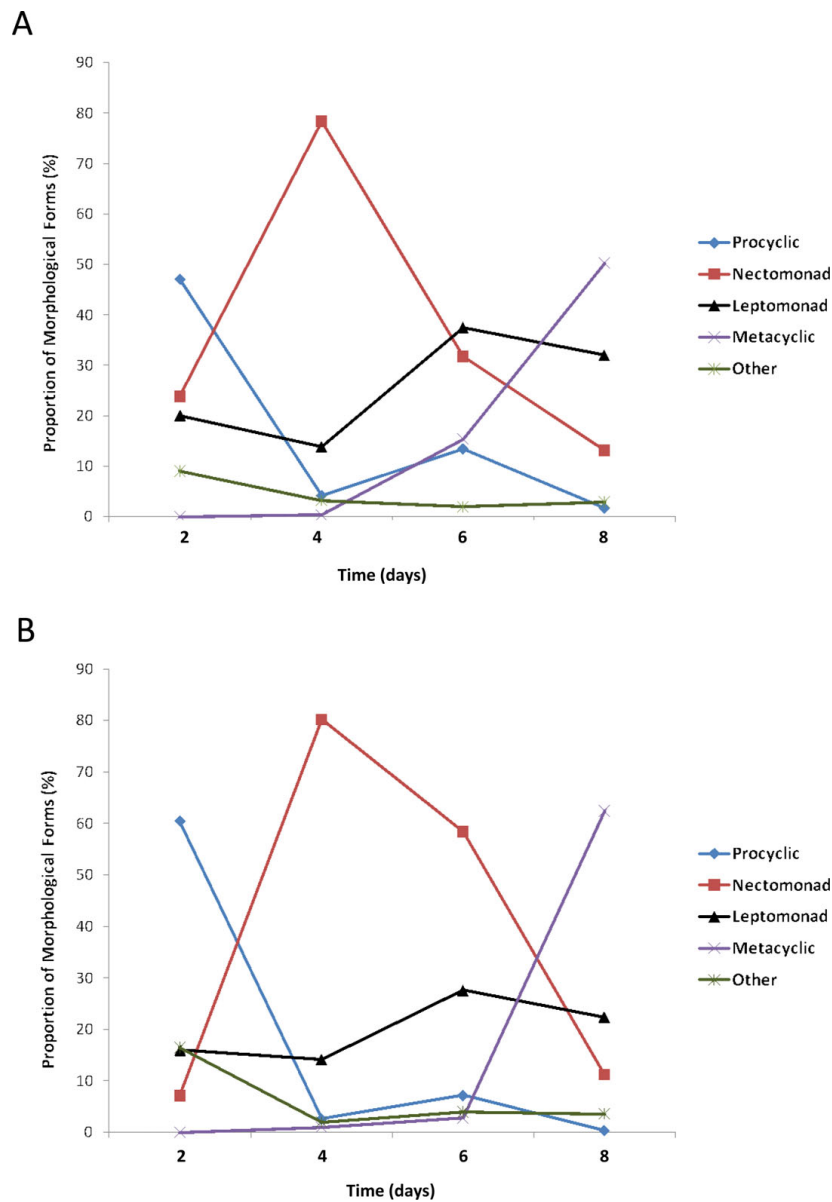 A
Proportion of Morphological Forms (%)
90
80
70
60
50
40
30
20
10
0
2 4 6 8
Time (days)
Procyclic
Nectomonad
Leptomonad
Metacyclic
Other
B
Proportion of Morphological Forms (%)
90
80
70
60
50
40
30
20
10
0
2 4 6 8
Time (days)
Procyclic
Nectomonad
Leptomonad
Metacyclic
Other